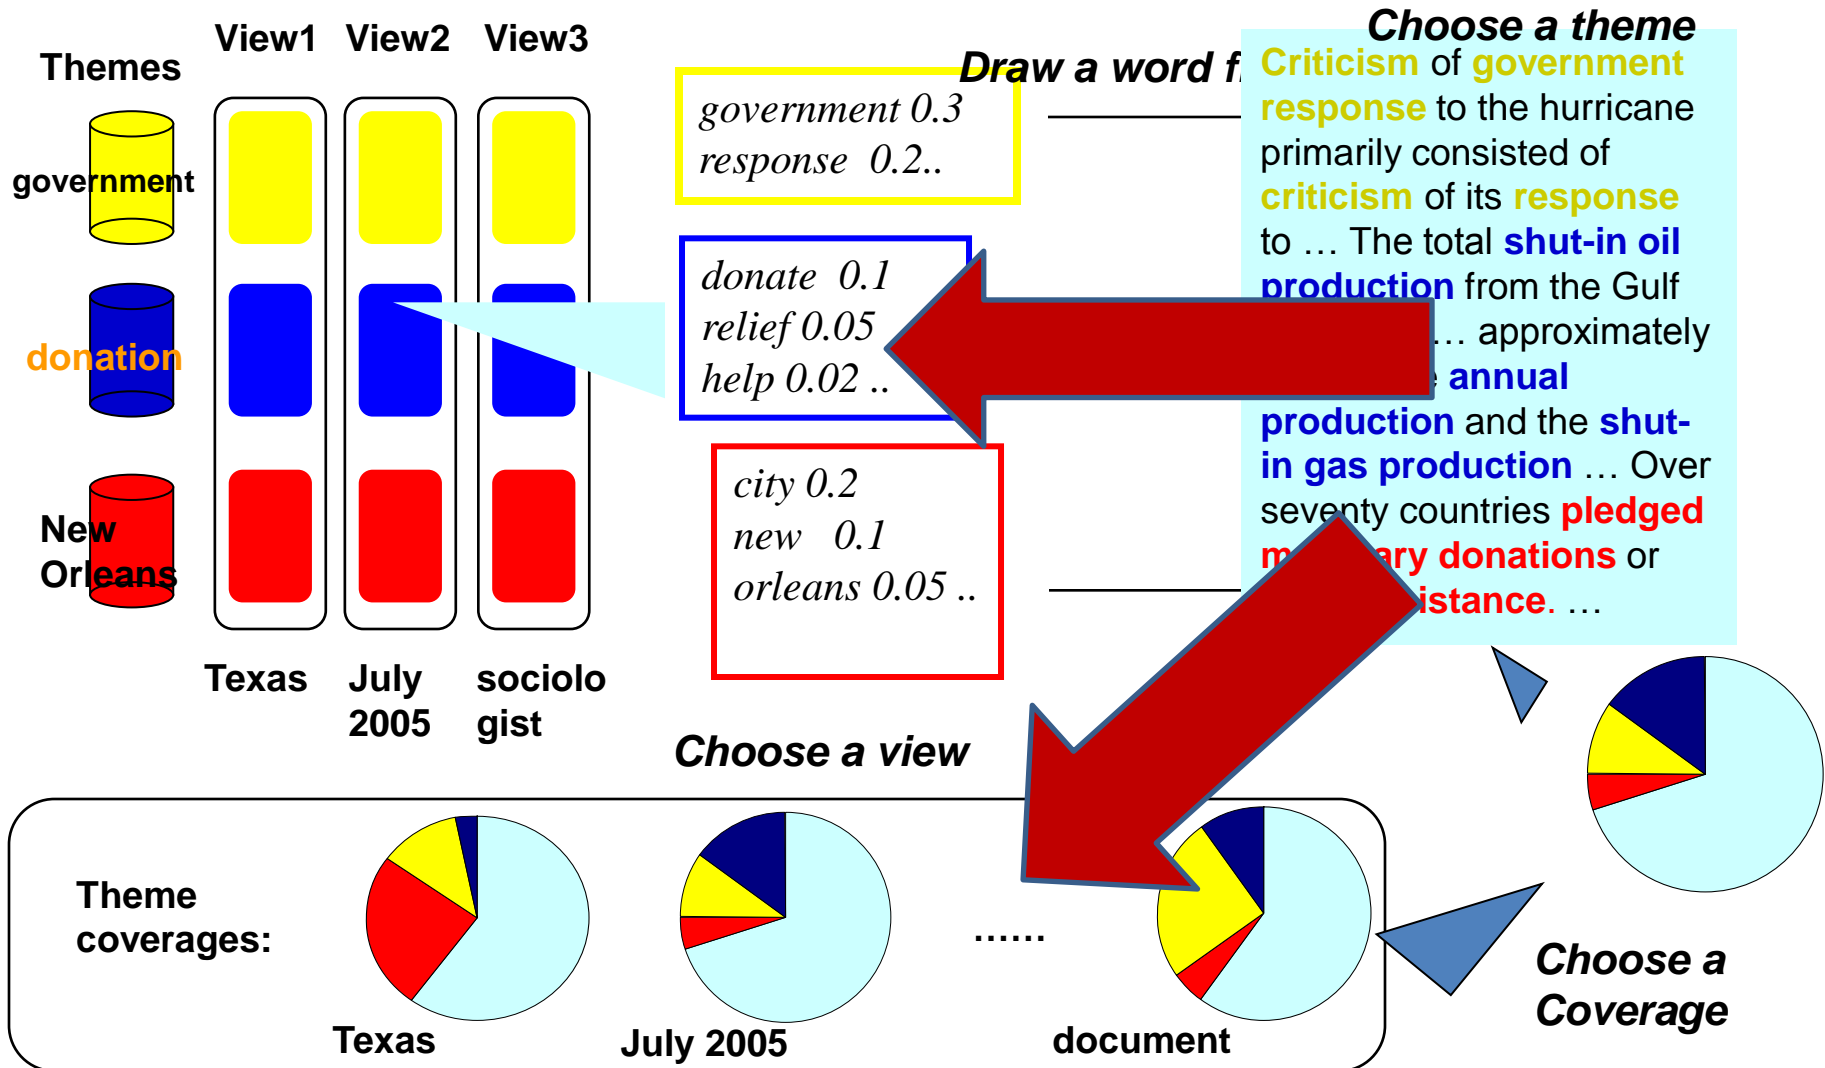 View1 View2 View3
Themes
government
donation
New
Orleans
Texas
July
2005
sociolo
gist
Draw a word
Choose a theme
government 0.3
response 0.2..
donate 0.1
relief 0.05
help 0.02 ..
city 0.2
new 0.1
orleans 0.05 ..
Criticism of government
response to the hurricane
primarily consisted of
criticism of its response
to … The total shut-in oil
production from the Gulf
… approximately
annual
production and the shut-
in gas production … Over
seventy countries pledged
donations or
…
Choose a view
Theme
coverages:
Texas
July 2005
……
document
Choose a
Coverage